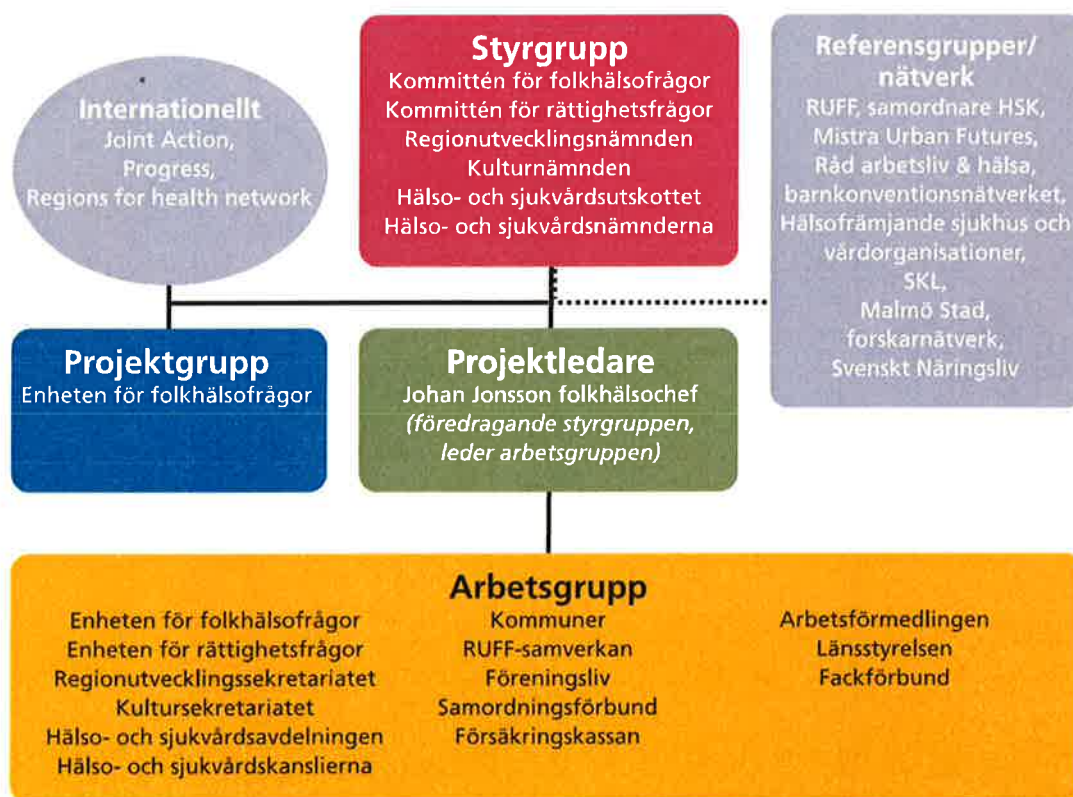 Internationellt
Joint Action,
Progress,
Regions for health network
Styrgrupp
Kommittén för folkhälsofrågor
Kommittén för rättighetsfrågor
Regionutvecklingsnämnden
Kulturnämnden
Hälso- och sjukvårdsutskottet
Hälso- och sjukvårdsnämnderna
Referensgrupper/
nätverk
RUFF, samordnare HSK,
Mistra Urban Futures,
Råd arbetsliv & hälsa,
barnkonventionsnätverket,
Hälsofrämjande sjukhus och
vårdorganisationer,
SKL,
Malmö Stad,
forskarnätverk,
Svenskt Näringsliv
Projektgrupp
Enheten för folkhälsofrågor
Projektledare
Johan Jonsson folkhälsochef
(föredragande styrgruppen,
leder arbetsgruppen)
Arbetsgrupp
Enheten för folkhälsofrågor
Enheten för rättighetsfrågor
Regionutvecklingssekretariatet
Kultursekretariatet
Hälso- och sjukvårdsavdelningen
Hälso- och sjukvårdskanslierna
Kommuner
RUFF-samverkan
Föreningsliv
Samordningsförbund
Försäkringskassan
Arbetsförmedlingen
Länsstyrelsen
Fackförbund